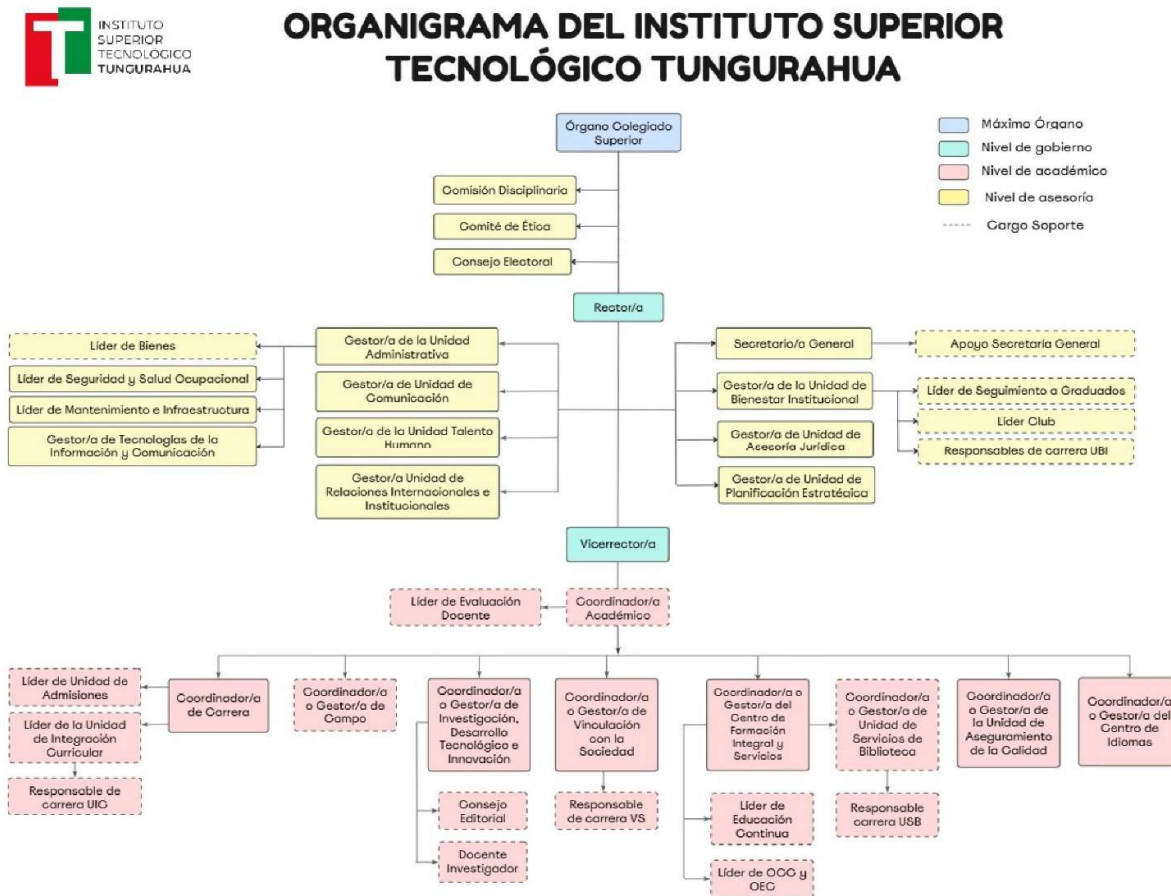 INSTITUTO
SUPERIOR
TECNOLÓGICO
TUNGURAHUA
ORGANIGRAMA DEL INSTITUTO SUPERIOR
TECNOLÓGICO TUNGURAHUA
Órgano Colegiado
Superior
Máximo Órgano
Nivel de gobierno
Nivel de académico
Nivel de asesoría
Cargo Soporte
Comisión Disciplinaria
Comité de Ética
Consejo Electoral
Rector/a
Líder de Bienes
Líder de Seguridad y Salud Ocupacional
Líder de Mantenimiento e Infraestructura
Gestor/a de Tecnologías de la
Información y Comunicación
Gestor/a de la Unidad
Administrativa
Gestor/a de Unidad de
Comunicación
Gestor/a de la Unidad Talento
Humano
Gestor/a Unidad de
Relaciones Internacionales e
Institucionales
Secretario/a General
Gestor/a de la Unidad de
Bienestar Institucional
Gestor/a de Unidad de
Asesoría Jurídica
Gestor/a de Unidad de
Planificación Estratégica
Apoyo Secretaría General
Líder de Seguimiento a Graduados
Líder Club
Responsables de carrera UBI
Vicerrector/a
Líder de Evaluación
Docente
Coordinador/a
Académico
Líder de Unidad de
Admisiones
Líder de la Unidad
de Integración
Curricular
Responsable de
carrera UIC
Coordinador/a
de Carrera
Coordinador/a
o Gestor/a de
Campo
Coordinador/a
o Gestor/a de
Investigación,
Desarrollo
Tecnológico e
Innovación
Consejo
Editorial
Docente
Investigador
Coordinador/a
o Gestor/a de
Vinculación
con la
Sociedad
Responsable
de carrera VS
Coordinador/a o
Gestor/a del
Centro de
Formación
Integral y
Servicios
Líder de
Educación
Continua
Líder de OCC y
OEC
Coordinador/a
o Gestor/a de
Unidad de
Servicios de
Biblioteca
Responsable
carrera USB
Coordinador/a
o Gestor/a de
la Unidad de
Aseguramiento
de la Calidad
Coordinador/a
o Gestor/a del
Centro de
Idiomas